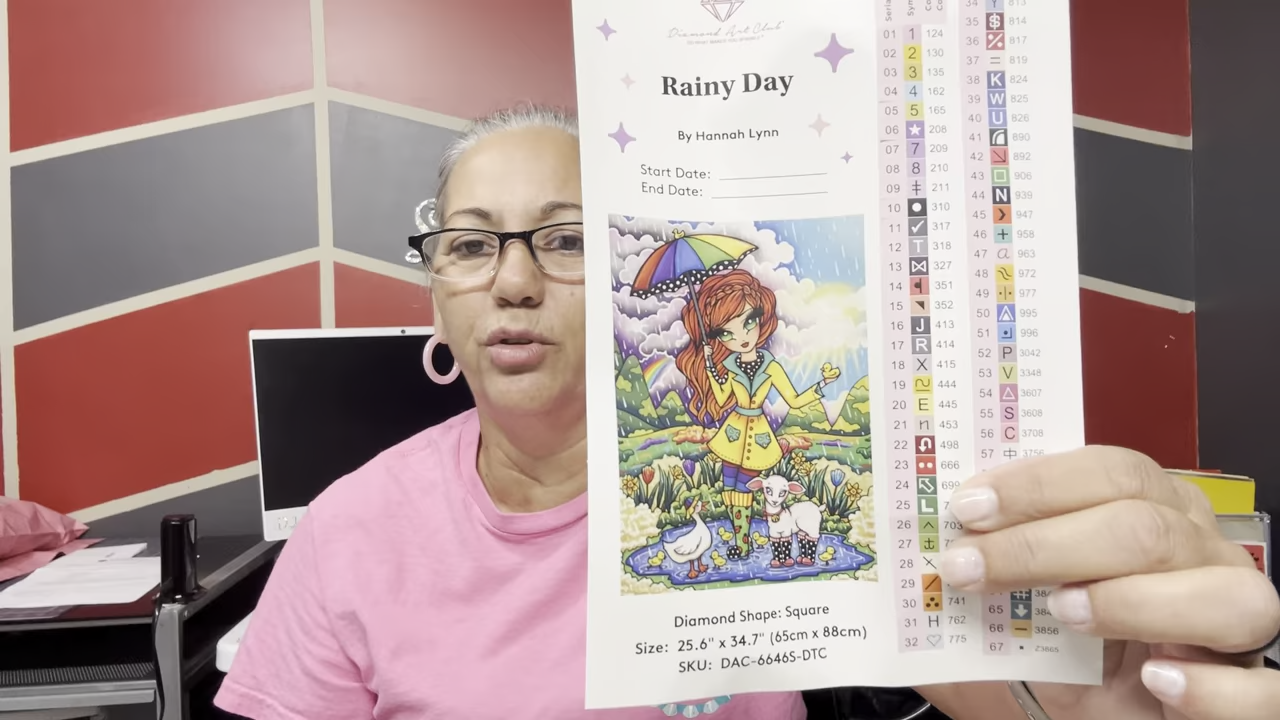 Diamond Art Club
Rainy Day
By Hannah Lynn
Start Date:
End Date:
Diamond Shape: Square
Size: 25.6" x 34.7" (65cm x 88cm)
SKU: DAC-6646S-DTC
01 1 124
02 2 130
03 3 135
04 4 162
05 5 165
06 ★ 208
07 7 209
08 8 210
09 ǂ 211
10 ● 310
11 ✓ 317
12 T 318
13 ⋈ 327
14 351
15 352
16 J 413
17 R 414
18 X 415
19 444
20 E 445
21 n 453
22 498
23 •• 666
24 699
25 L
26 ^ 703
27
28
29 /
30 741
31 H 762
32 ♡ 775
34 Y 813
35 $ 814
36 ٪ 817
37 = 819
38 K 824
39 W 825
40 U 826
41 890
42 ↘ 892
43 □ 906
44 N 939
45 947
46 + 958
47 a 963
48 972
49 977
50 995
51 996
52 P 3042
53 V 3348
54 △ 3607
55 S 3608
56 C 3708
57 中 3756
65
66 – 3856
67 • Z3865